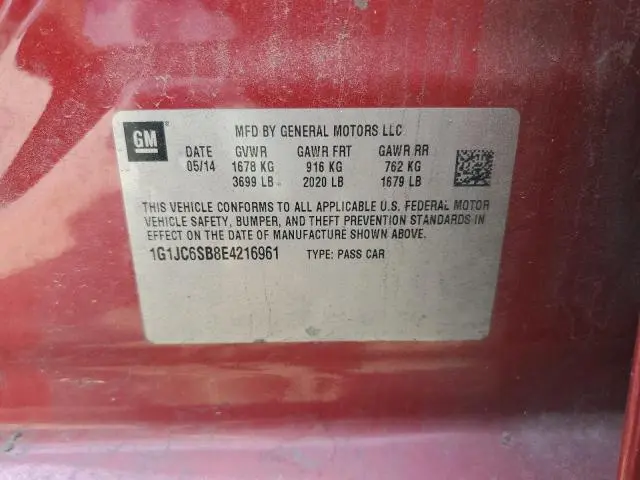 GM ®
MFD BY GENERAL MOTORS LLC
DATE GVWR GAWR FRT GAWR RR
05/14 1678 KG 916 KG 762 KG
3699 LB 2020 LB 1679 LB
THIS VEHICLE CONFORMS TO ALL APPLICABLE U.S. FEDERAL MOTOR
VEHICLE SAFETY, BUMPER, AND THEFT PREVENTION STANDARDS IN
EFFECT ON THE DATE OF MANUFACTURE SHOWN ABOVE.
1G1JC6SB8E4216961 TYPE: PASS CAR